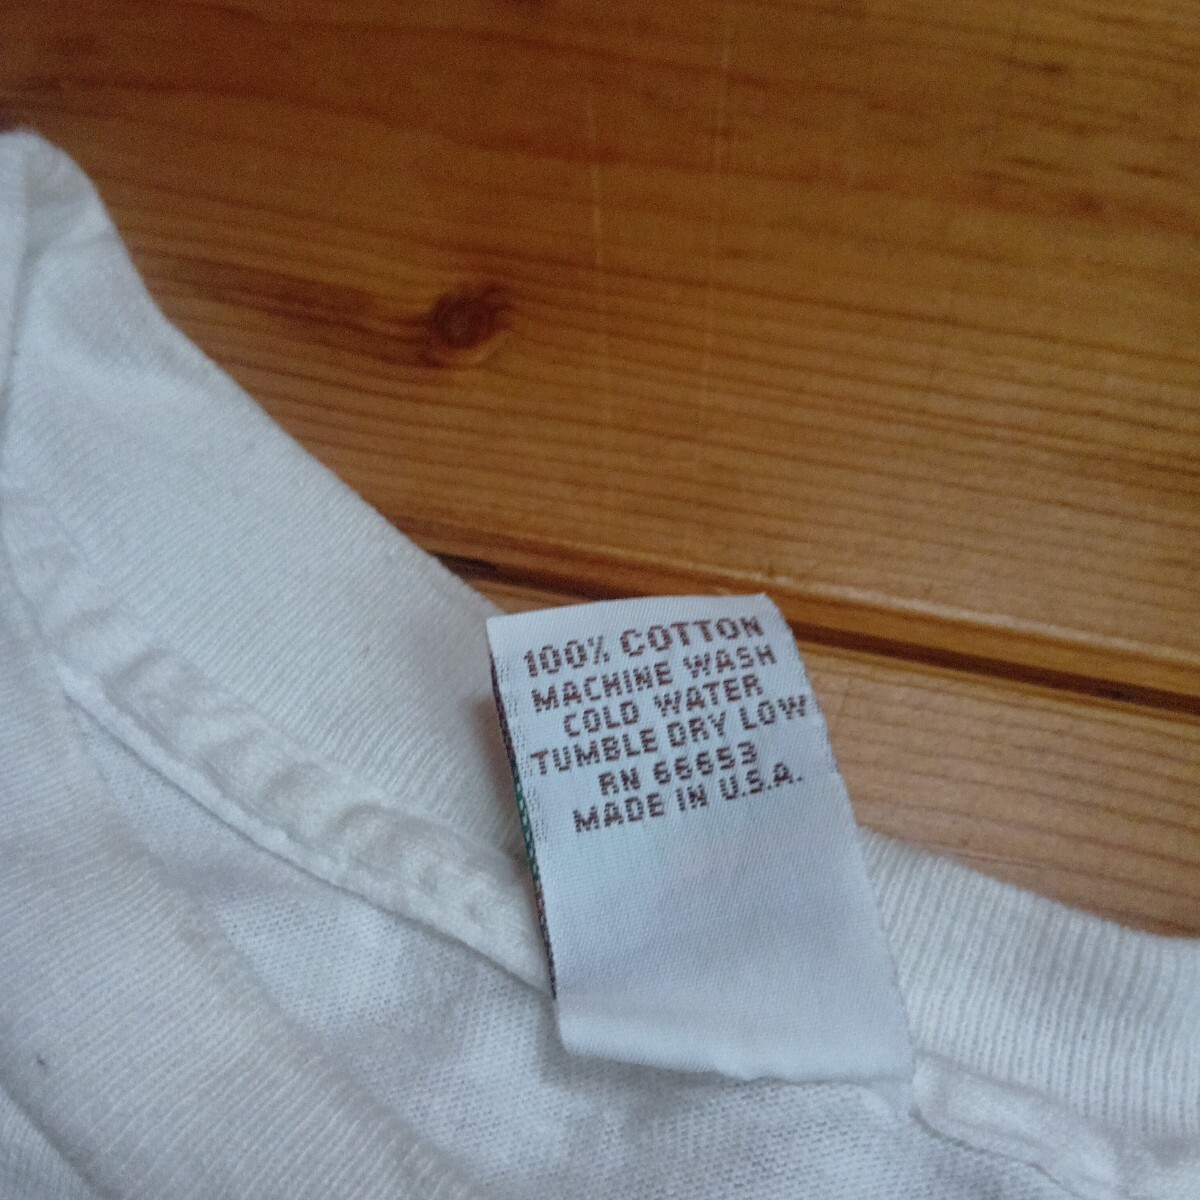 100% COTTON
MACHINE WASH
COLD WATER
TUMBLE DRY LOW
RN 66653
MADE IN U.S.A.